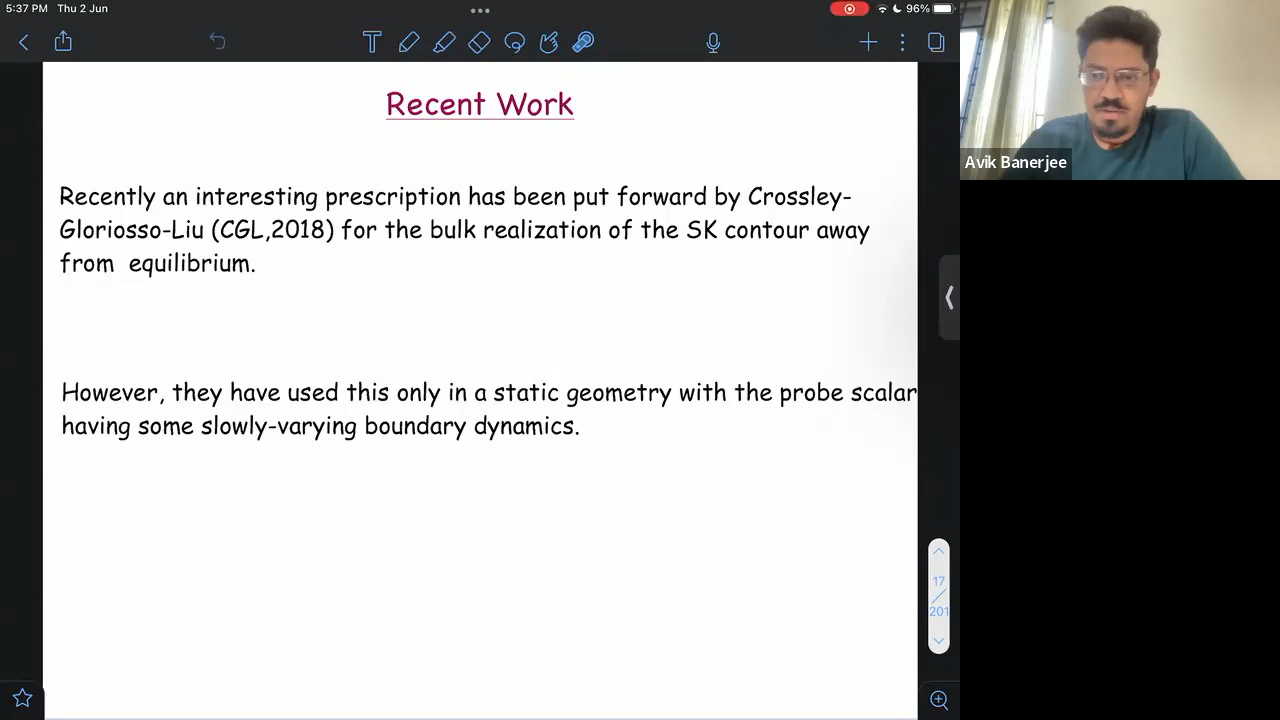 5:37 PM Thu 2 Jun
96%
Recent Work
Recently an interesting prescription has been put forward by Crossley-
Gloriosso-Liu (CGL,2018) for the bulk realization of the SK contour away
from equilibrium.
However, they have used this only in a static geometry with the probe scalar
having some slowly-varying boundary dynamics.
Avik Banerjee
17
201